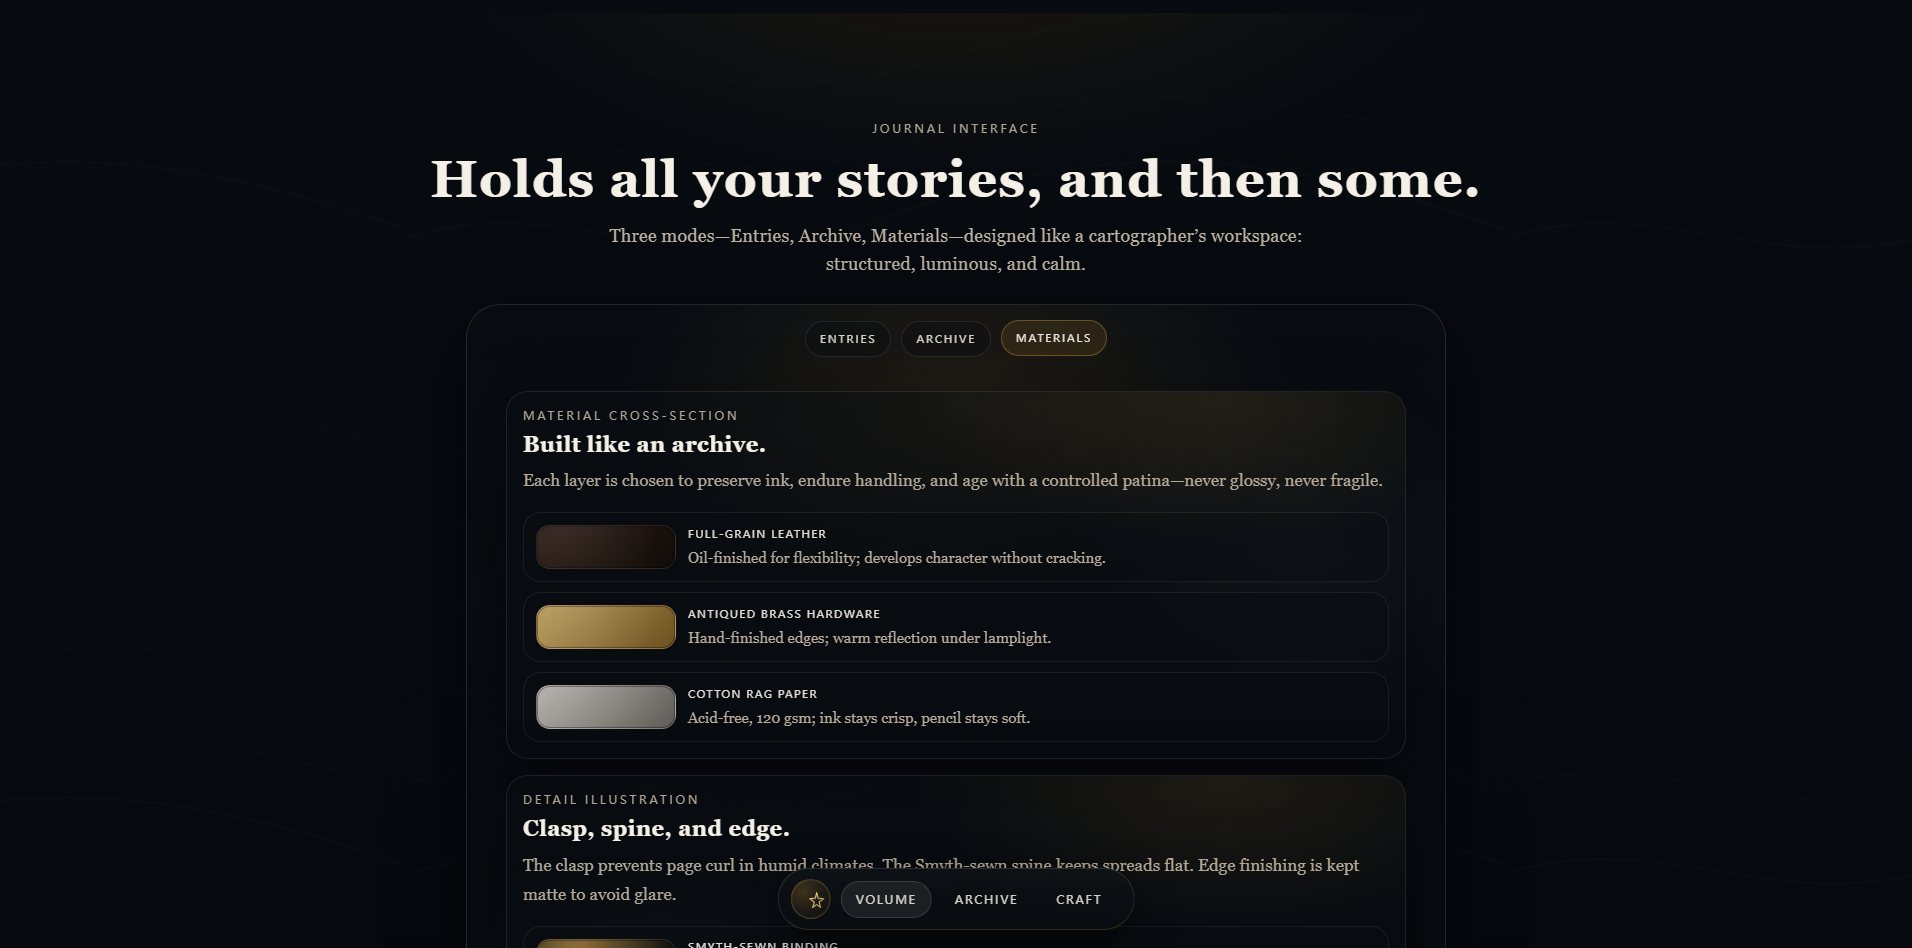 JOURNAL INTERFACE
Holds all your stories, and then some.
Three modes—Entries, Archive, Materials—designed like a cartographer’s workspace:
structured, luminous, and calm.
ENTRIES ARCHIVE MATERIALS
MATERIAL CROSS-SECTION
Built like an archive.
Each layer is chosen to preserve ink, endure handling, and age with a controlled patina—never glossy, never fragile.
FULL-GRAIN LEATHER
Oil-finished for flexibility; develops character without cracking.
ANTIQUED BRASS HARDWARE
Hand-finished edges; warm reflection under lamplight.
COTTON RAG PAPER
Acid-free, 120 gsm; ink stays crisp, pencil stays soft.
DETAIL ILLUSTRATION
Clasp, spine, and edge.
The clasp prevents page curl in humid climates. The Smyth-sewn spine keeps spreads flat. Edge finishing is kept
matte to avoid glare.
VOLUME ARCHIVE CRAFT
SMYTH-SEWN BINDING